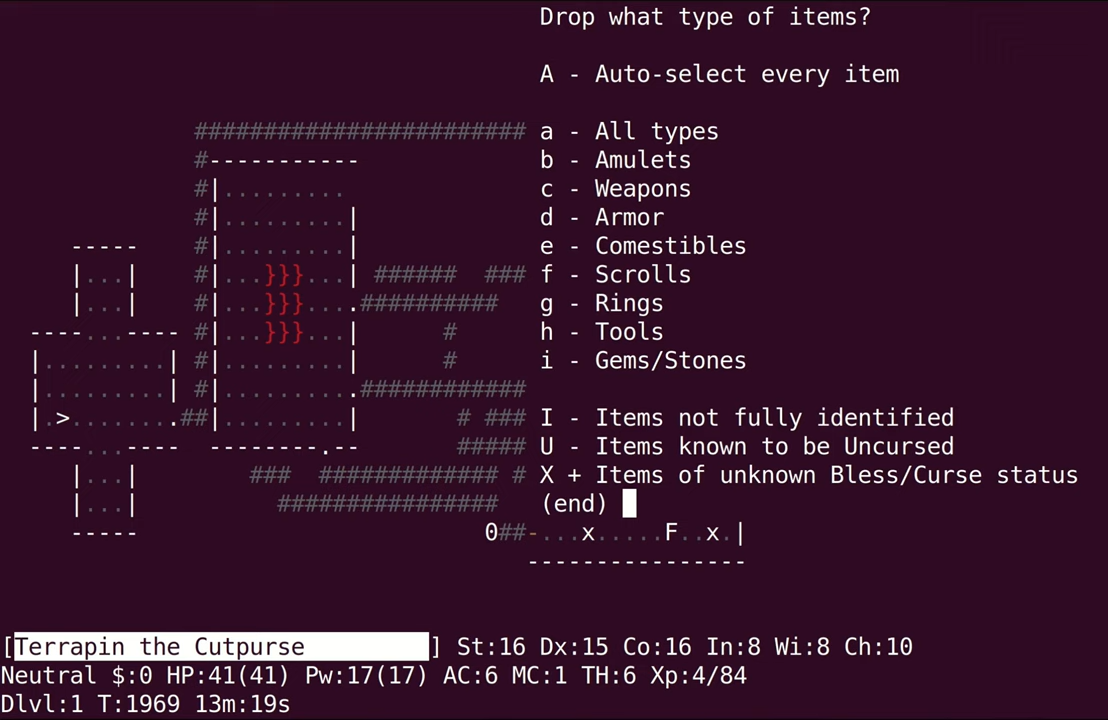 Drop what type of items?
A - Auto-select every item
####################### a - All types
#----------- b - Amulets
#|......... c - Weapons
#|.........| d - Armor
----- #|.........| e - Comestibles
|...| #|...}}}...| ###### ### f - Scrolls
|...| #|...}}}....########## g - Rings
----...---- #|...}}}...| # h - Tools
|.........| #|.........| # i - Gems/Stones
|.........| #|..........############
|.>........##|.........| # ### I - Items not fully identified
----...---- --------.-- ##### U - Items known to be Uncursed
|...| ### ############# # X + Items of unknown Bless/Curse status
|...| ################ (end)
----- 0##-...x.....F..x.|
----------------
[Terrapin the Cutpurse ] St:16 Dx:15 Co:16 In:8 Wi:8 Ch:10
Neutral $:0 HP:41(41) Pw:17(17) AC:6 MC:1 TH:6 Xp:4/84
Dlvl:1 T:1969 13m:19s